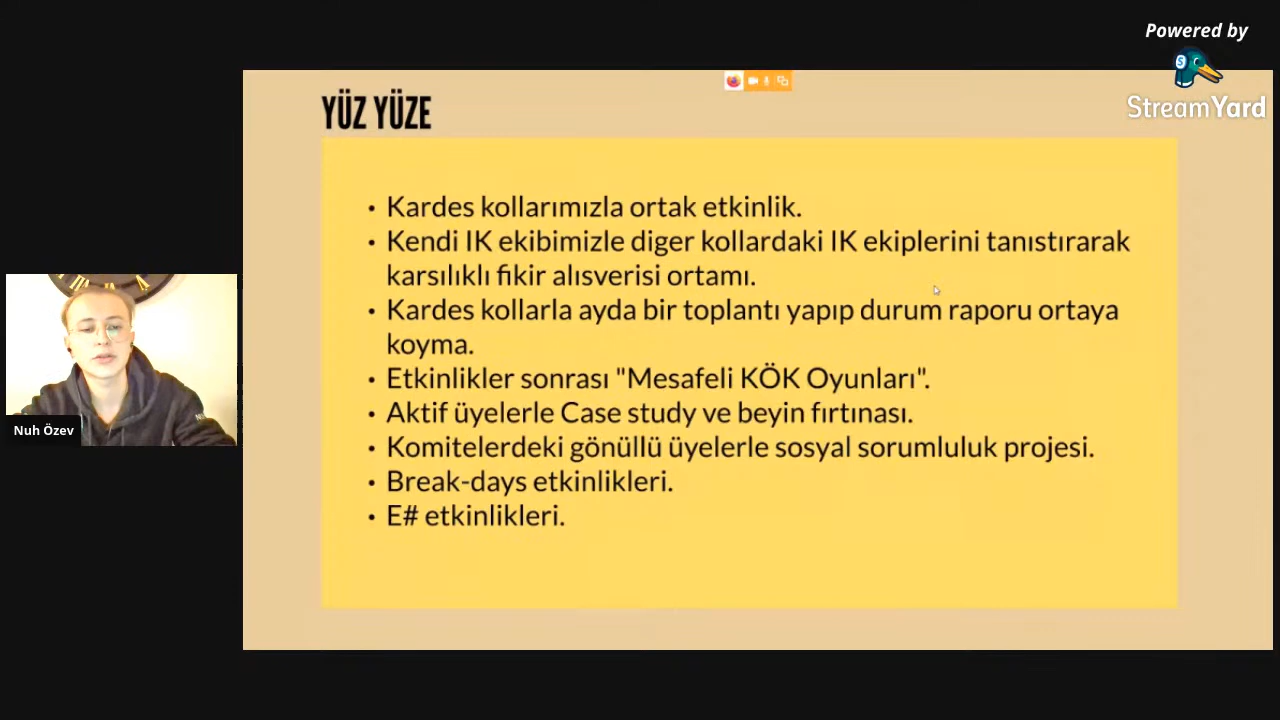 Powered by
StreamYard
YÜZ YÜZE
• Kardes kollarımızla ortak etkinlik.
• Kendi IK ekibimizle diger kollardaki IK ekiplerini tanıstırarak
karsılıklı fikir alısverisi ortamı.
• Kardes kollarla ayda bir toplantı yapıp durum raporu ortaya
koyma.
• Etkinlikler sonrası "Mesafeli KÖK Oyunları".
• Aktif üyelerle Case study ve beyin fırtınası.
• Komitelerdeki gönüllü üyelerle sosyal sorumluluk projesi.
• Break-days etkinlikleri.
• E# etkinlikleri.
Nuh Özev